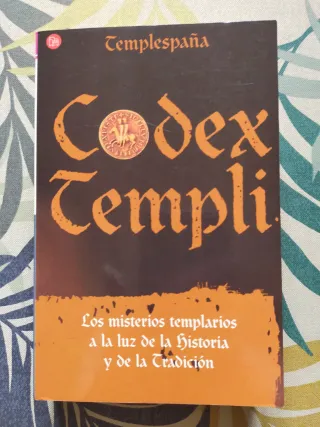 Templespaña
Codex
Templi
Los misterios templarios
a la luz de la Historia
y de la Tradición